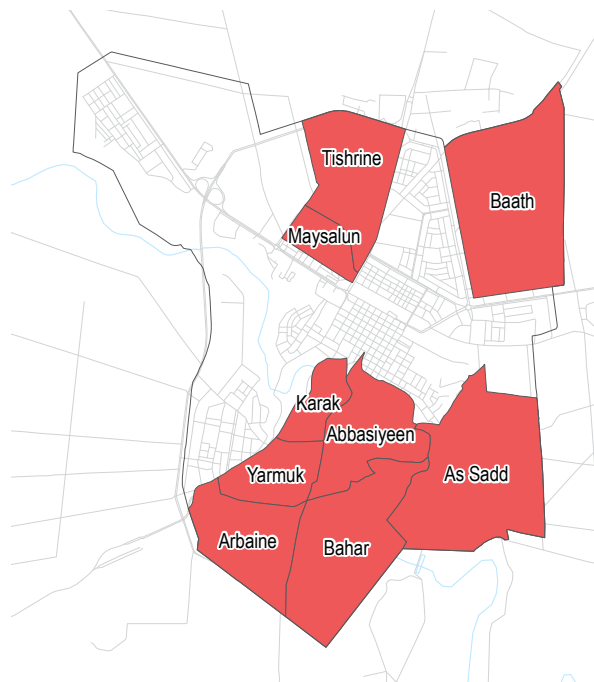 Tishrine
Baath
Maysalun
Karak
Abbasiyeen
Yarmuk
As Sadd
Arbaine
Bahar